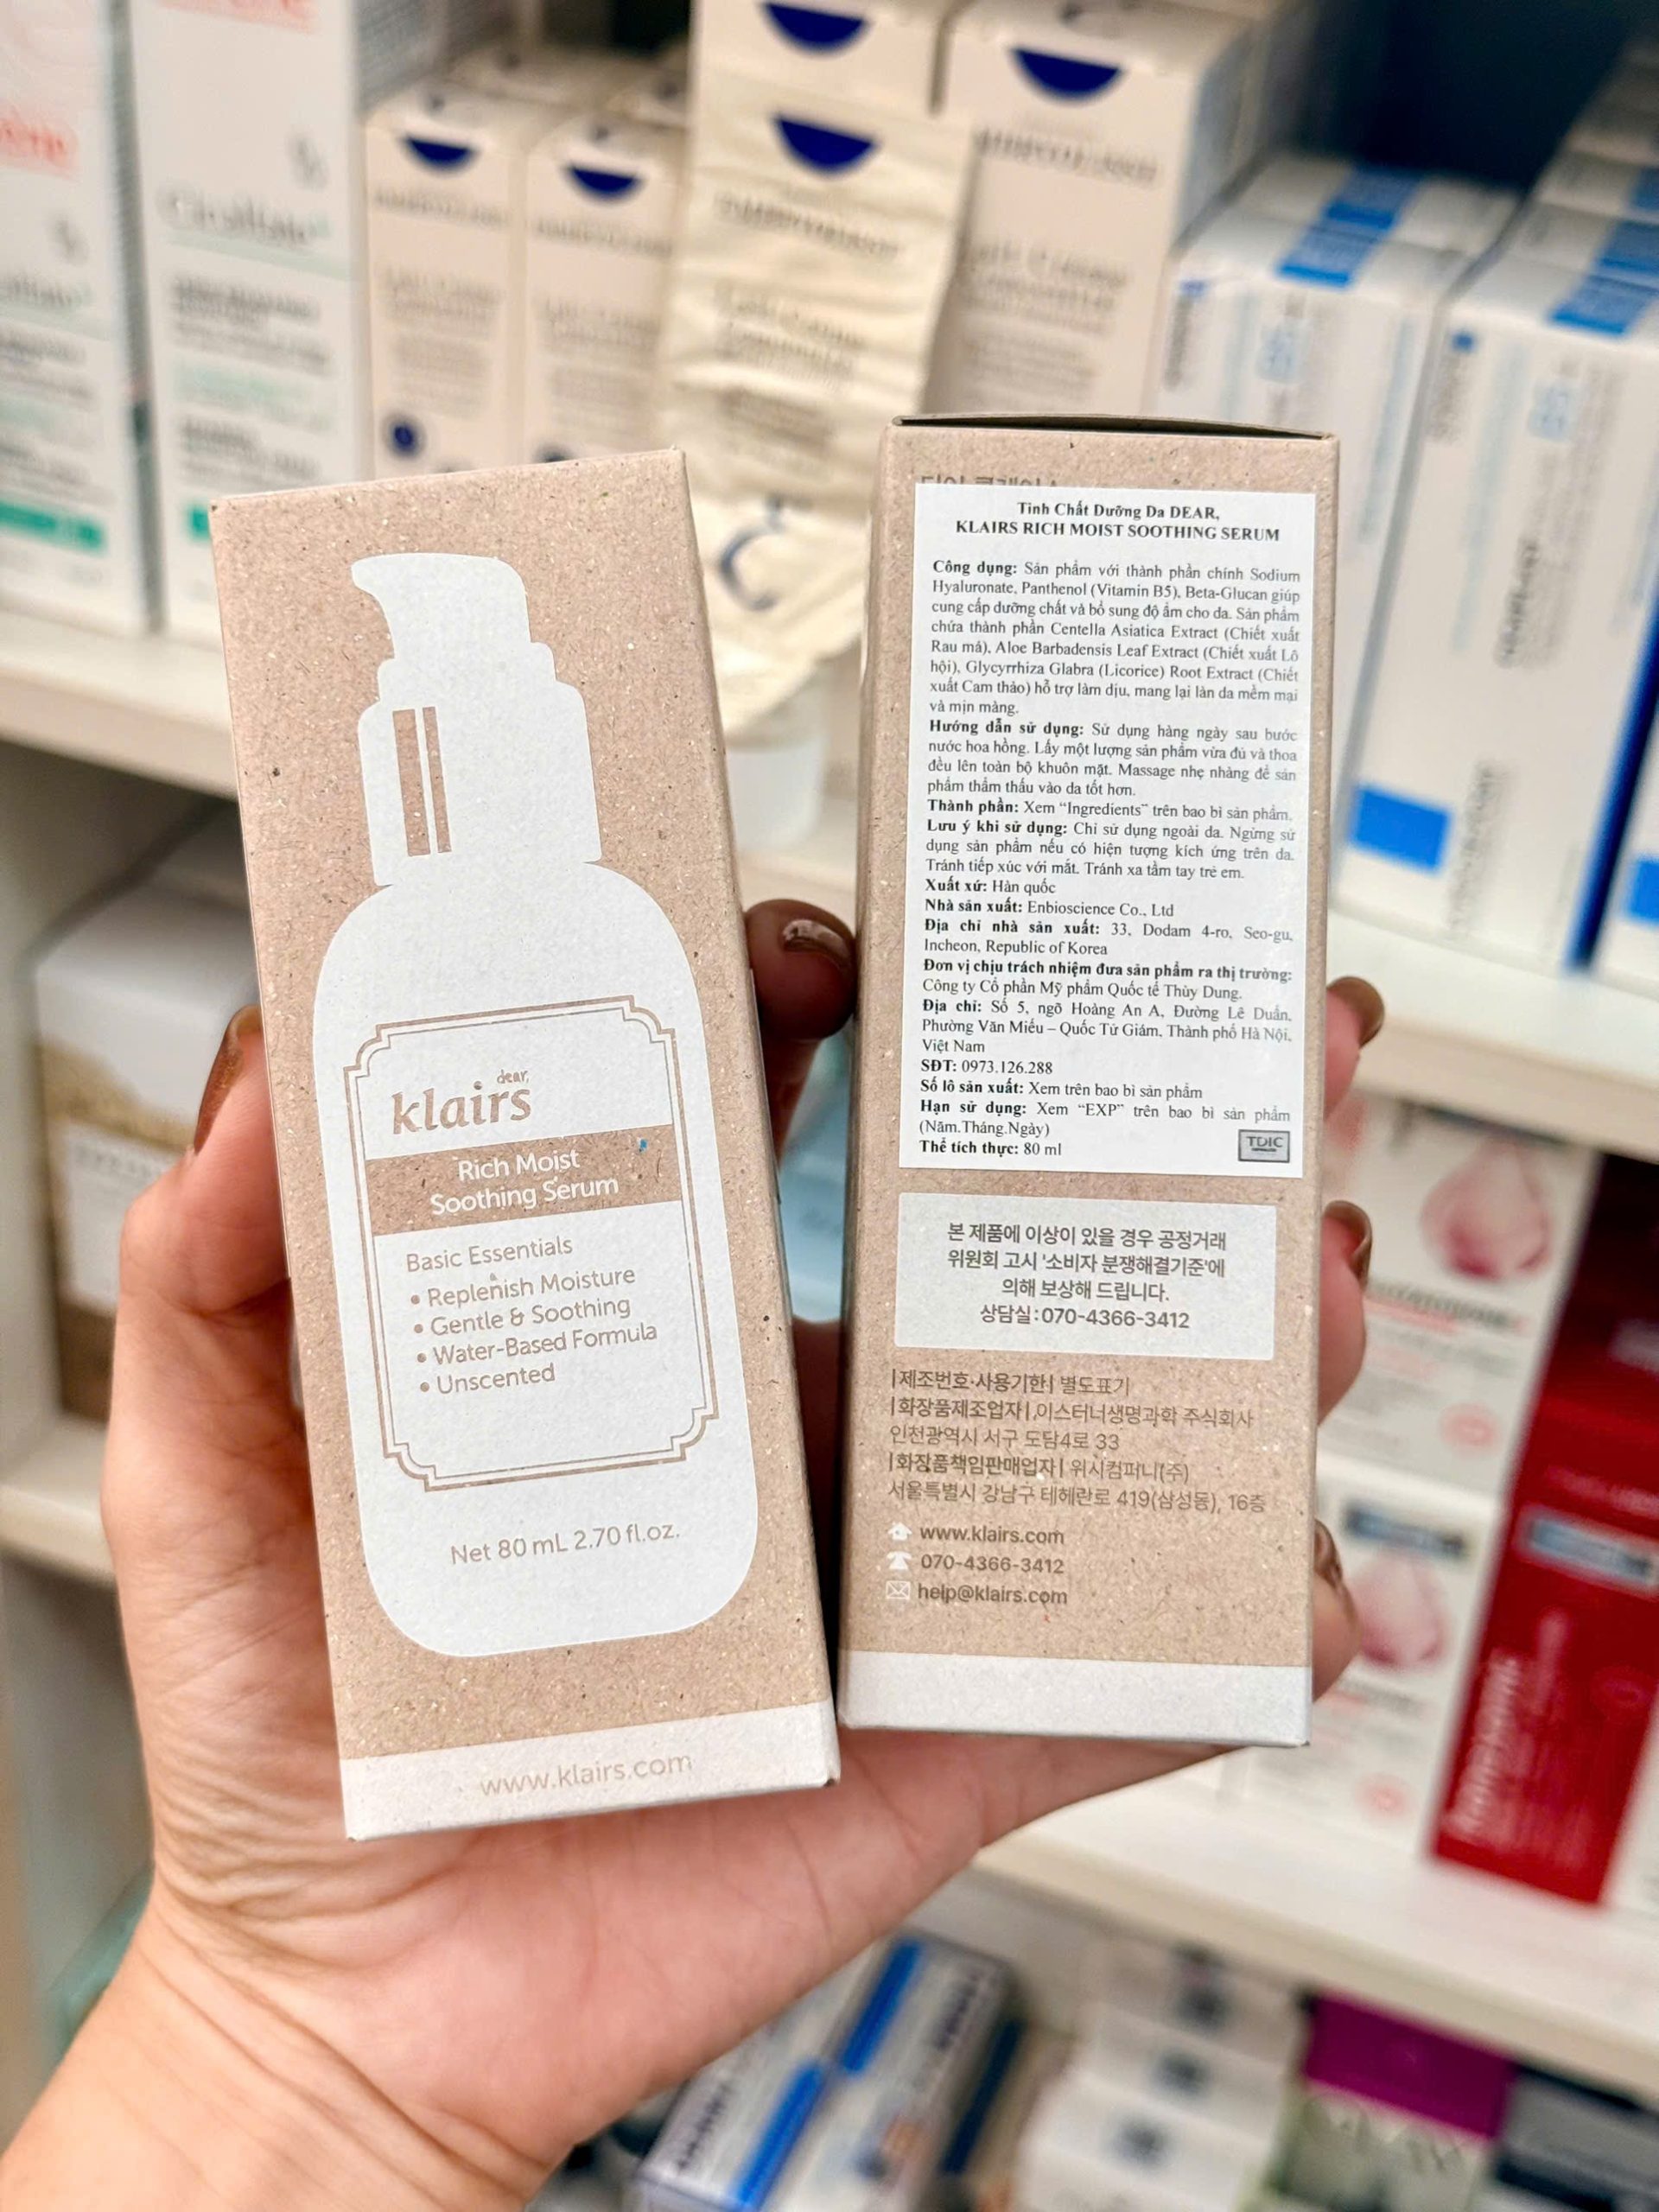 dear,
klairs
Rich Moist
Soothing Serum
Basic Essentials
• Replenish Moisture
• Gentle & Soothing
• Water-Based Formula
• Unscented
Net 80 mL 2.70 fl.oz.
www.klairs.com
Tinh Chất Dưỡng Da DEAR,
KLAIRS RICH MOIST SOOTHING SERUM
Công dụng: Sản phẩm với thành phần chính Sodium
Hyaluronate, Panthenol (Vitamin B5), Beta-Glucan giúp
cung cấp dưỡng chất và bổ sung độ ẩm cho da. Sản phẩm
chứa thành phần Centella Asiatica Extract (Chiết xuất
Rau má), Aloe Barbadensis Leaf Extract (Chiết xuất Lô
hội), Glycyrrhiza Glabra (Licorice) Root Extract (Chiết
xuất Cam thảo) hỗ trợ làm dịu, mang lại làn da mềm mại
và mịn màng.
Hướng dẫn sử dụng: Sử dụng hàng ngày sau bước
nước hoa hồng. Lấy một lượng sản phẩm vừa đủ và thoa
đều lên toàn bộ khuôn mặt. Massage nhẹ nhàng để sản
phẩm thẩm thấu vào da tốt hơn.
Thành phần: Xem “Ingredients” trên bao bì sản phẩm.
Lưu ý khi sử dụng: Chỉ sử dụng ngoài da. Ngừng sử
dụng sản phẩm nếu có hiện tượng kích ứng trên da.
Tránh tiếp xúc với mắt. Tránh xa tầm tay trẻ em.
Xuất xứ: Hàn quốc
Nhà sản xuất: Enbioscience Co., Ltd
Địa chỉ nhà sản xuất: 33, Dodam 4-ro, Seo-gu,
Incheon, Republic of Korea
Đơn vị chịu trách nhiệm đưa sản phẩm ra thị trường:
Công ty Cổ phần Mỹ phẩm Quốc tế Thùy Dung.
Địa chỉ: Số 5, ngõ Hoàng An A, Đường Lê Duẩn,
Phường Văn Miếu – Quốc Tử Giám, Thành phố Hà Nội,
Việt Nam
SĐT: 0973.126.288
Số lô sản xuất: Xem trên bao bì sản phẩm
Hạn sử dụng: Xem “EXP” trên bao bì sản phẩm
(Năm.Tháng.Ngày)
Thể tích thực: 80 ml
TDIC
본 제품에 이상이 있을 경우 공정거래
위원회 고시 '소비자 분쟁해결기준'에
의해 보상해 드립니다.
상담실:070-4366-3412
|제조번호·사용기한| 별도표기
|화장품제조업자| 이스터너생명과학 주식회사
인천광역시 서구 도담4로 33
|화장품책임판매업자| 위시컴퍼니(주)
서울특별시 강남구 테헤란로 419(삼성동), 16층
www.klairs.com
070-4366-3412
help@klairs.com
Cicalfate+